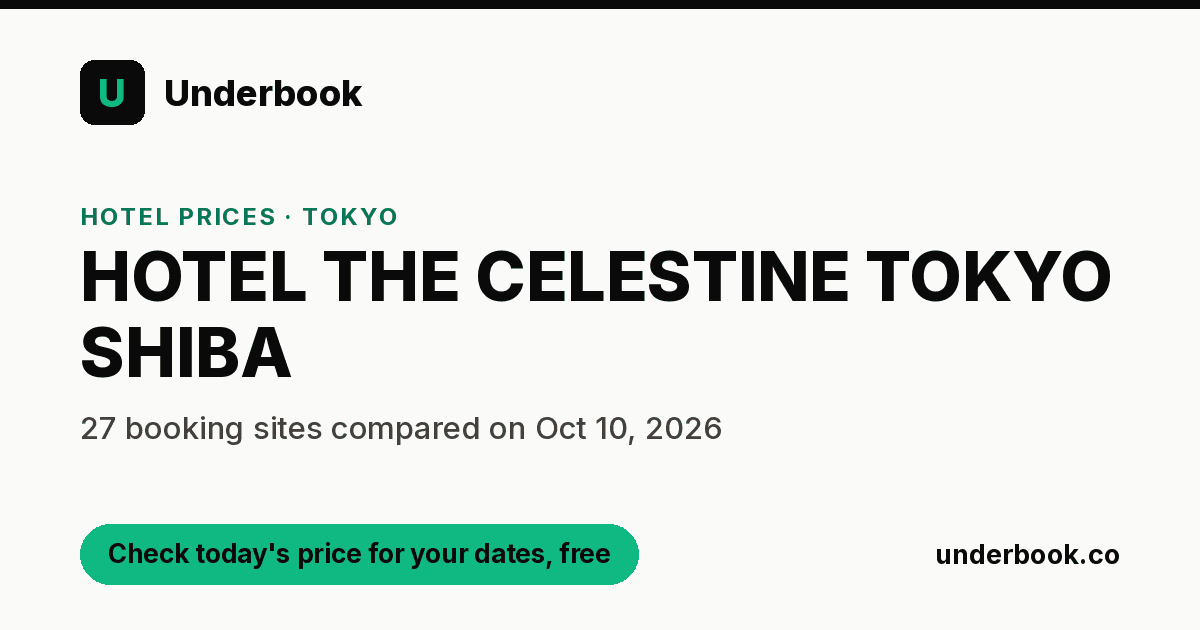 U
Underbook
HOTEL PRICES · TOKYO
HOTEL THE CELESTINE TOKYO
SHIBA
27 booking sites compared on Oct 10, 2026
Check today's price for your dates, free
underbook.co